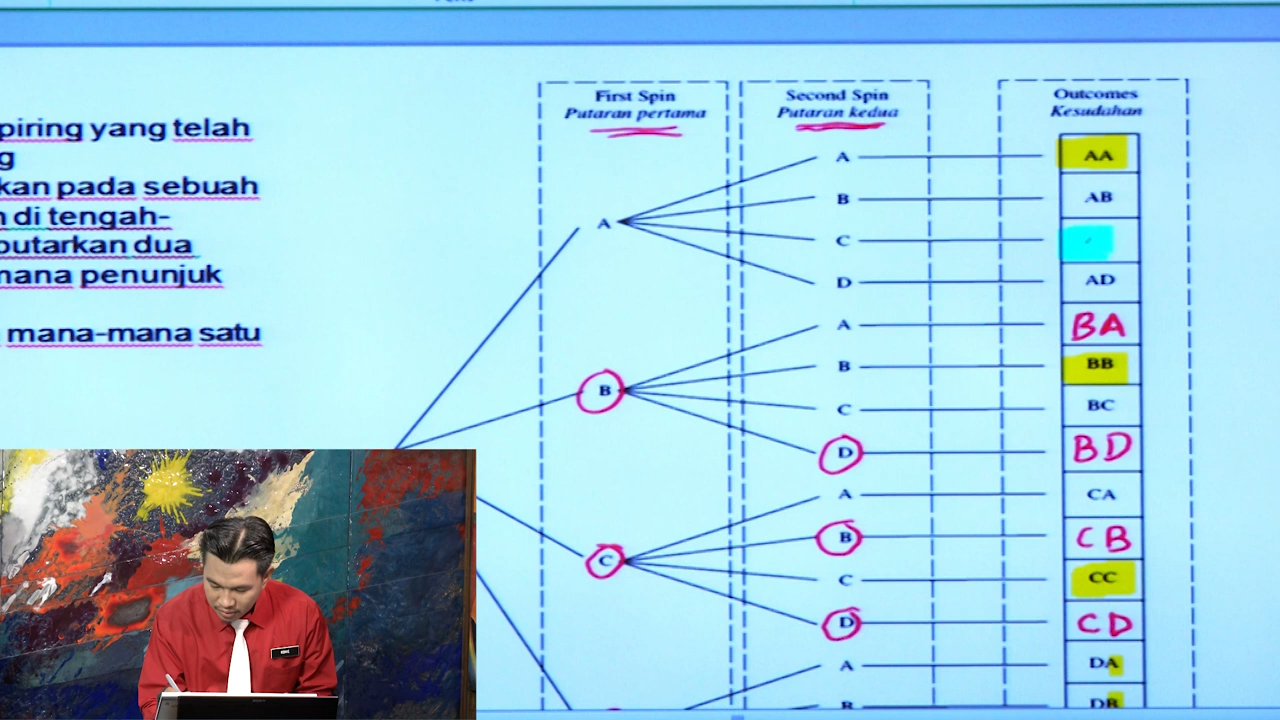 piring yang telah
g
kan pada sebuah
n di tengah-
putarkan dua
mana penunjuk
mana-mana satu
First Spin
Putaran pertama
Second Spin
Putaran kedua
Outcomes
Kesudahan
A
A
B
C
D
AA
AB
AD
B
A
B
C
D
BA
BB
BC
BD
C
A
B
C
D
CA
CB
CC
CD
A
B
DA
DB